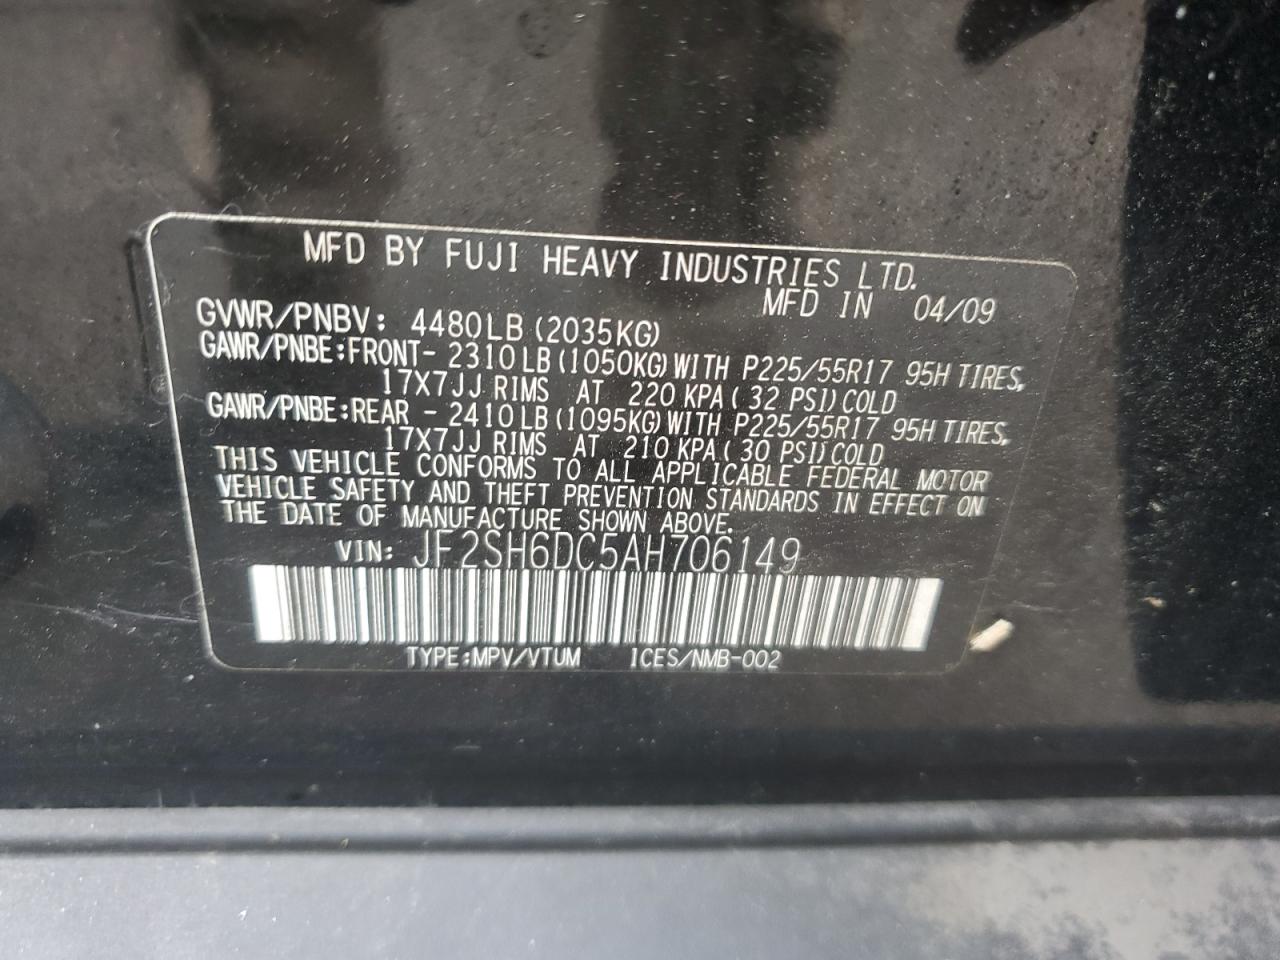 MFD BY FUJI HEAVY INDUSTRIES LTD.
MFD IN 04/09
GVWR/PNBV: 4480LB (2035KG)
GAWR/PNBE:FRONT- 2310LB (1050KG) WITH P225/55R17 95H TIRES,
17X7JJ RIMS AT 220 KPA ( 32 PSI) COLD
GAWR/PNBE:REAR - 2410LB (1095KG) WITH P225/55R17 95H TIRES,
17X7JJ RIMS AT 210 KPA ( 30 PSI) COLD
THIS VEHICLE CONFORMS TO ALL APPLICABLE FEDERAL MOTOR
VEHICLE SAFETY AND THEFT PREVENTION STANDARDS IN EFFECT ON
THE DATE OF MANUFACTURE SHOWN ABOVE.
VIN: JF2SH6DC5AH706149
TYPE:MPV/VTUM ICES/NMB-002